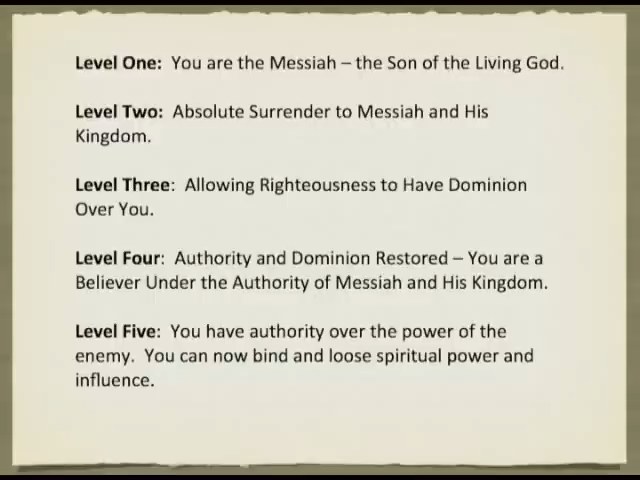 Level One: You are the Messiah – the Son of the Living God.
Level Two: Absolute Surrender to Messiah and His
Kingdom.
Level Three: Allowing Righteousness to Have Dominion
Over You.
Level Four: Authority and Dominion Restored – You are a
Believer Under the Authority of Messiah and His Kingdom.
Level Five: You have authority over the power of the
enemy. You can now bind and loose spiritual power and
influence.